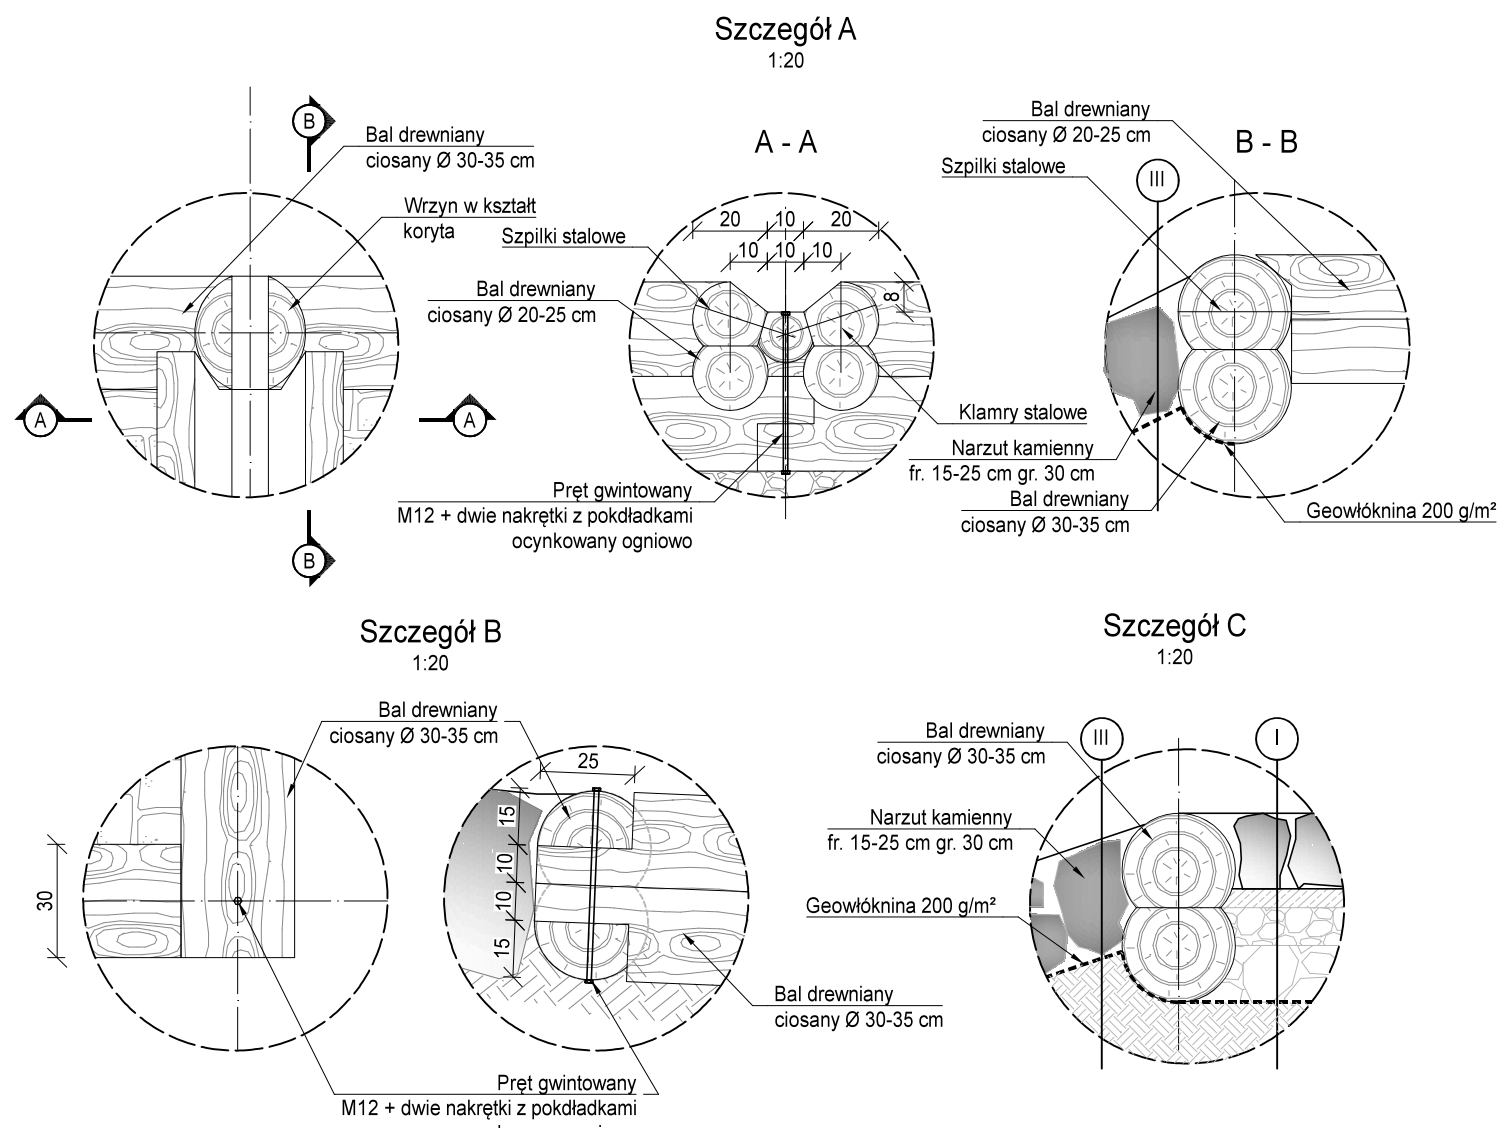 Szczegół A
1:20
B
Bal drewniany
ciosany Ø 30-35 cm
Wrzyn w kształt
koryta
A
A
B
A - A
20
10
20
10
10
10
8
Szpilki stalowe
Bal drewniany
ciosany Ø 20-25 cm
Klamry stalowe
Pręt gwintowany
M12 + dwie nakrętki z pokdładkami
ocynkowany ogniowo
B - B
Bal drewniany
ciosany Ø 20-25 cm
Szpilki stalowe
III
Narzut kamienny
fr. 15-25 cm gr. 30 cm
Bal drewniany
ciosany Ø 30-35 cm
Geowłóknina 200 g/m²
Szczegół B
1:20
Bal drewniany
ciosany Ø 30-35 cm
30
25
15
10
10
15
Bal drewniany
ciosany Ø 30-35 cm
Pręt gwintowany
M12 + dwie nakrętki z pokdładkami
Szczegół C
1:20
Bal drewniany
ciosany Ø 30-35 cm
III
I
Narzut kamienny
fr. 15-25 cm gr. 30 cm
Geowłóknina 200 g/m²